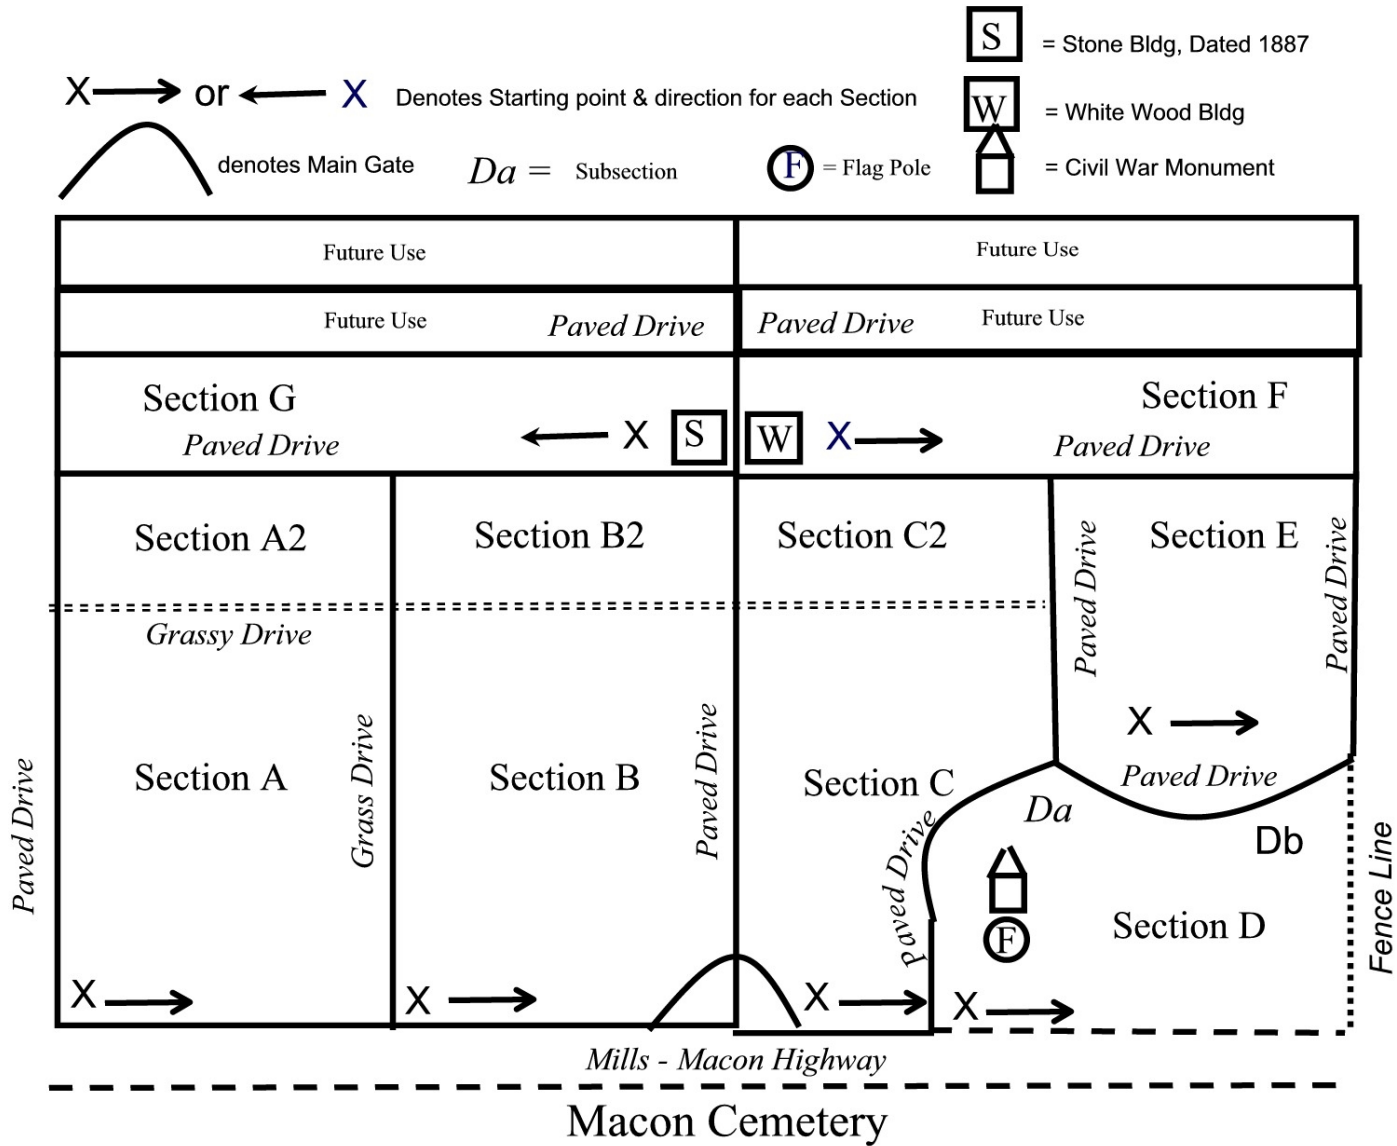 S = Stone Bldg, Dated 1887
X or X Denotes Starting point & direction for each Section
W = White Wood Bldg
denotes Main Gate
Da = Subsection
F = Flag Pole
= Civil War Monument
Future Use
Future Use
Future Use
Paved Drive
Paved Drive
Future Use
Section G
Paved Drive
X
S
W
X
Section F
Paved Drive
Section A2
Section B2
Section C2
Section E
Paved Drive
Paved Drive
Grassy Drive
X
Paved Drive
Section A
Grass Drive
Section B
Paved Drive
Section C
Paved Drive
Paved Drive
Da
Db
F
Section D
Fence Line
X
X
X
X
Mills - Macon Highway
Macon Cemetery